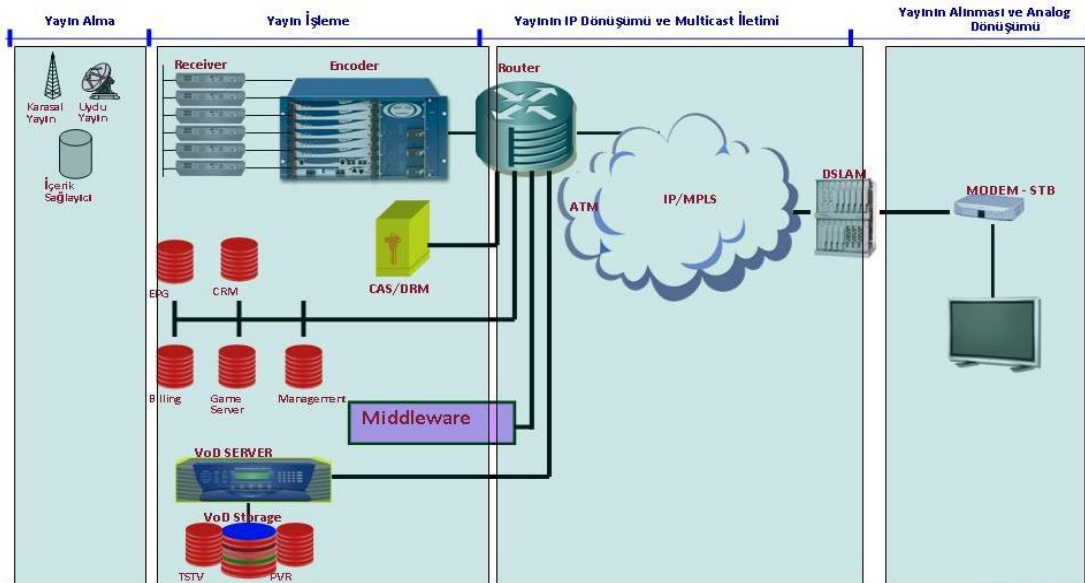 Yayın Alma
Yayın İşleme
Yayının IP Dönüşümü ve Multicast İletimi
Yayının Alınması ve Analog
Dönüşümü
Karasal
Yayın
Uydu
Yayın
İçerik
Sağlayıcı
Receiver
Encoder
Router
ATM
IP/MPLS
DSLAM
MODEM - STB
CAS/DRM
EPG
CRM
Billing
Game
Server
Management
Middleware
VoD SERVER
VoD Storage
TSTV
PVR